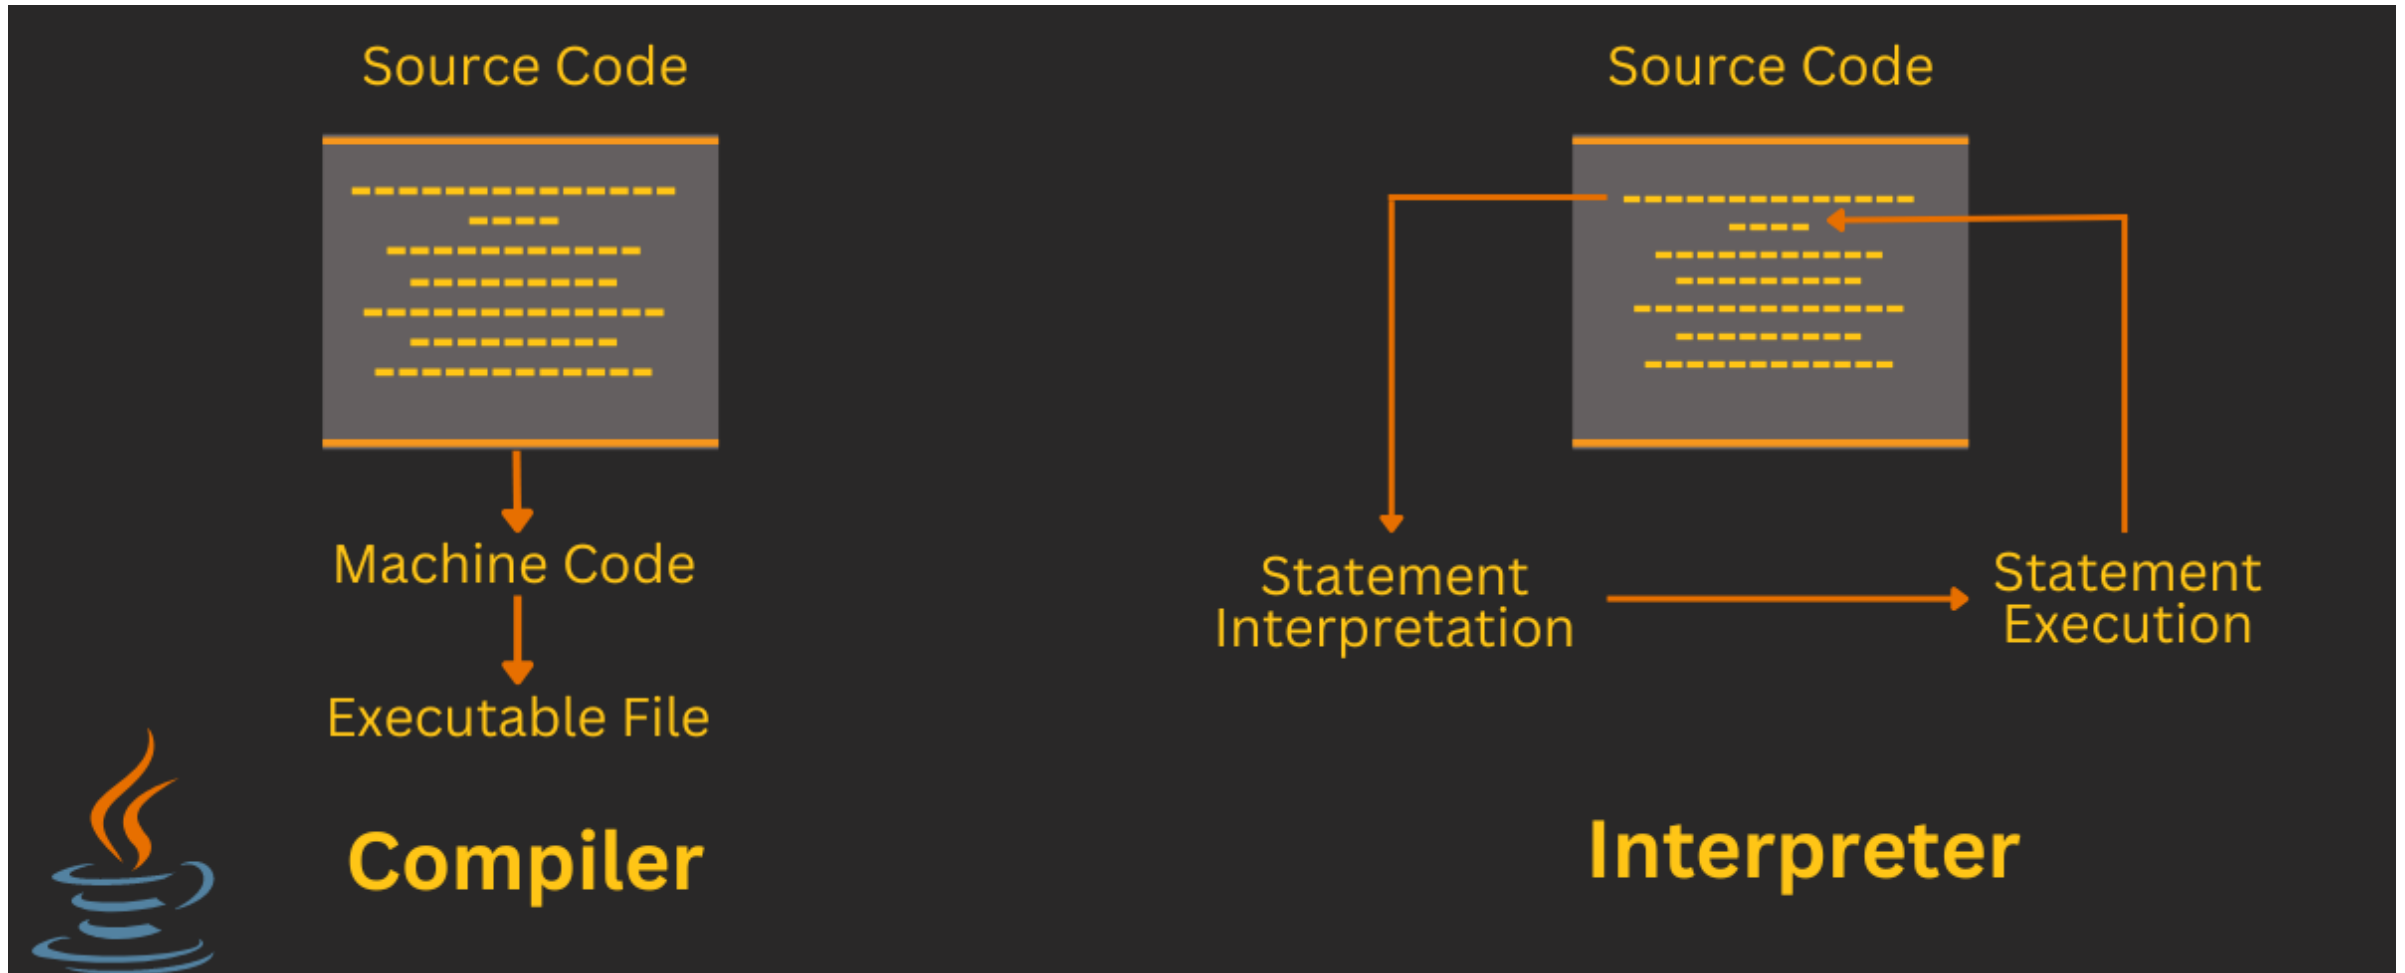 Source Code
Machine Code
Executable File
Compiler
Source Code
Statement
Interpretation
Statement
Execution
Interpreter